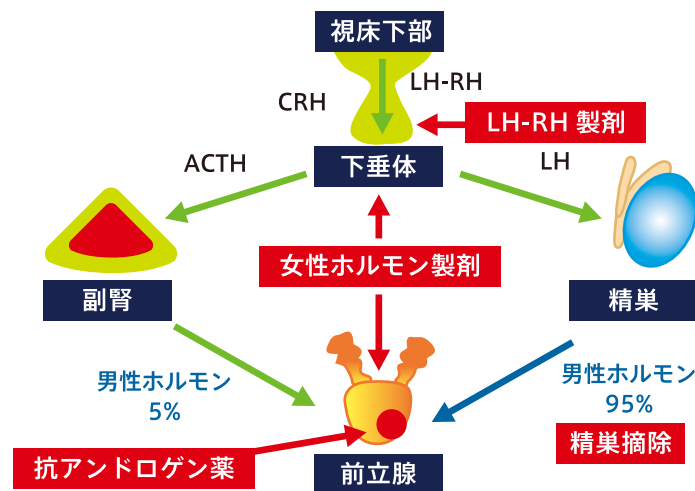 視床下部
LH-RH
CRH
LH-RH 製剤
下垂体
ACTH
LH
女性ホルモン製剤
副腎
精巣
男性ホルモン
5%
男性ホルモン
95%
精巣摘除
抗アンドロゲン薬
前立腺